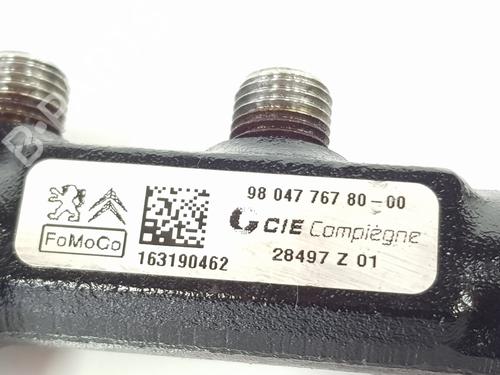 98 047 767 80-00
CIE Compiègne
FoMoCo
163190462
28497 Z 01